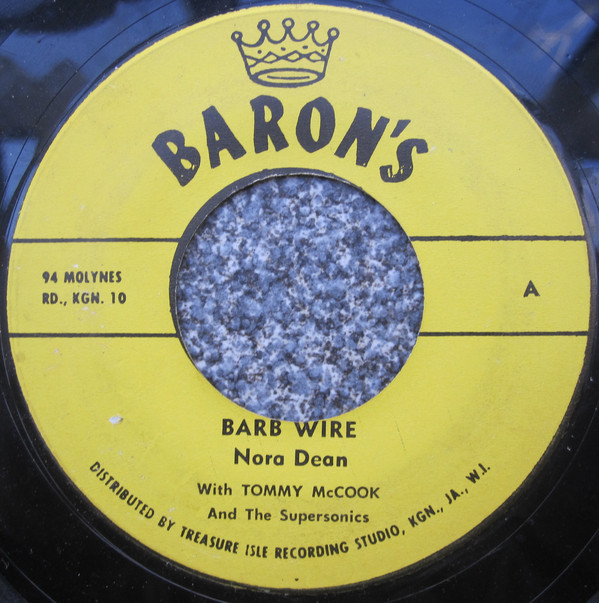 BARON'S
94 MOLYNES
RD., KGN. 10
A
BARB WIRE
Nora Dean
With TOMMY McCOOK
And The Supersonics
DISTRIBUTED BY TREASURE ISLE RECORDING STUDIO, KGN., JA., W.I.